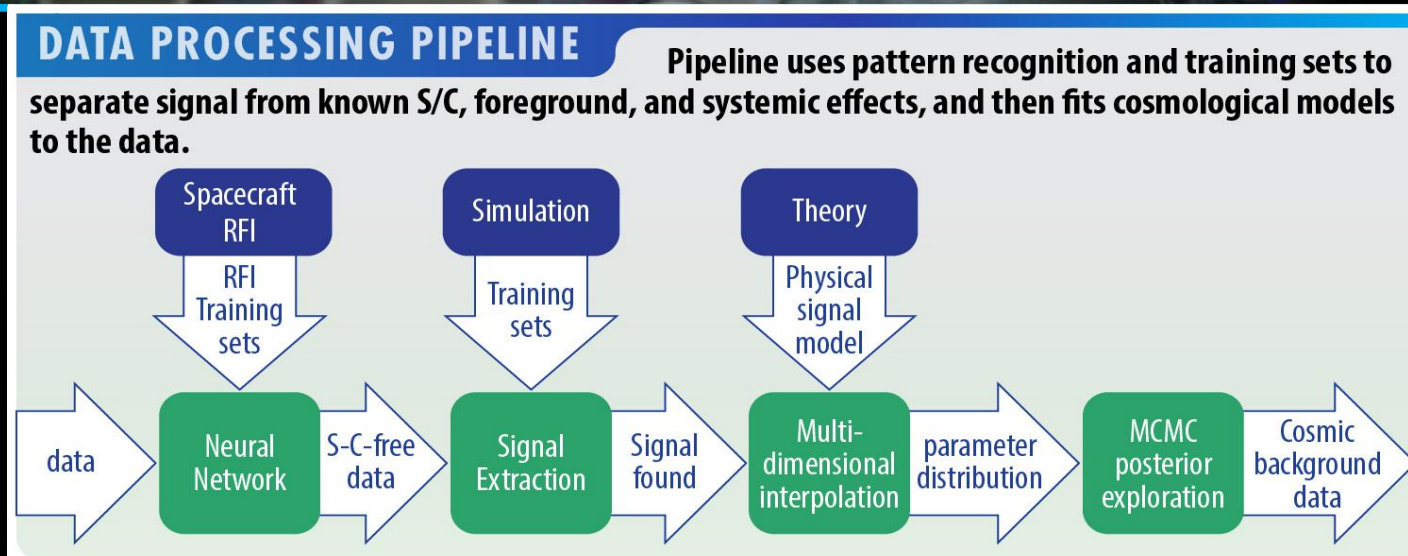 DATA PROCESSING PIPELINE
Pipeline uses pattern recognition and training sets to
separate signal from known S/C, foreground, and systemic effects, and then fits cosmological models
to the data.
Spacecraft
RFI
Simulation
Theory
RFI
Training
sets
Training
sets
Physical
signal
model
data
Neural
Network
S-C-free
data
Signal
Extraction
Signal
found
Multi-
dimensional
interpolation
parameter
distribution
MCMC
posterior
exploration
Cosmic
background
data